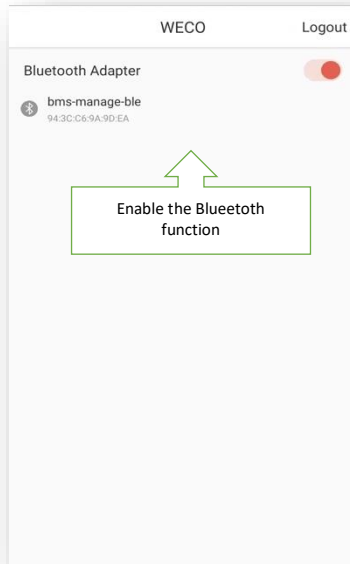 WECO
Logout
Bluetooth Adapter
bms-manage-ble
94:3C:C6:9A:9D:EA
Enable the Blueetoth
function